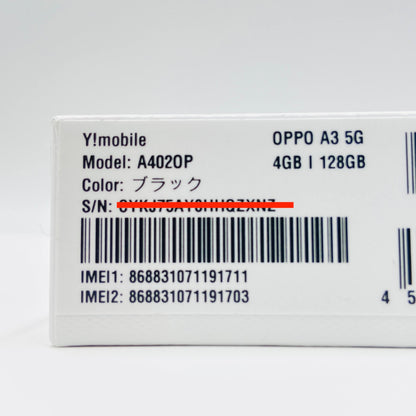 Y!mobile OPPO A3 5G
Model: A402OP 4GB | 128GB
Color: ブラック
S/N:
IMEI1: 868831071191711
IMEI2: 868831071191703
4 5